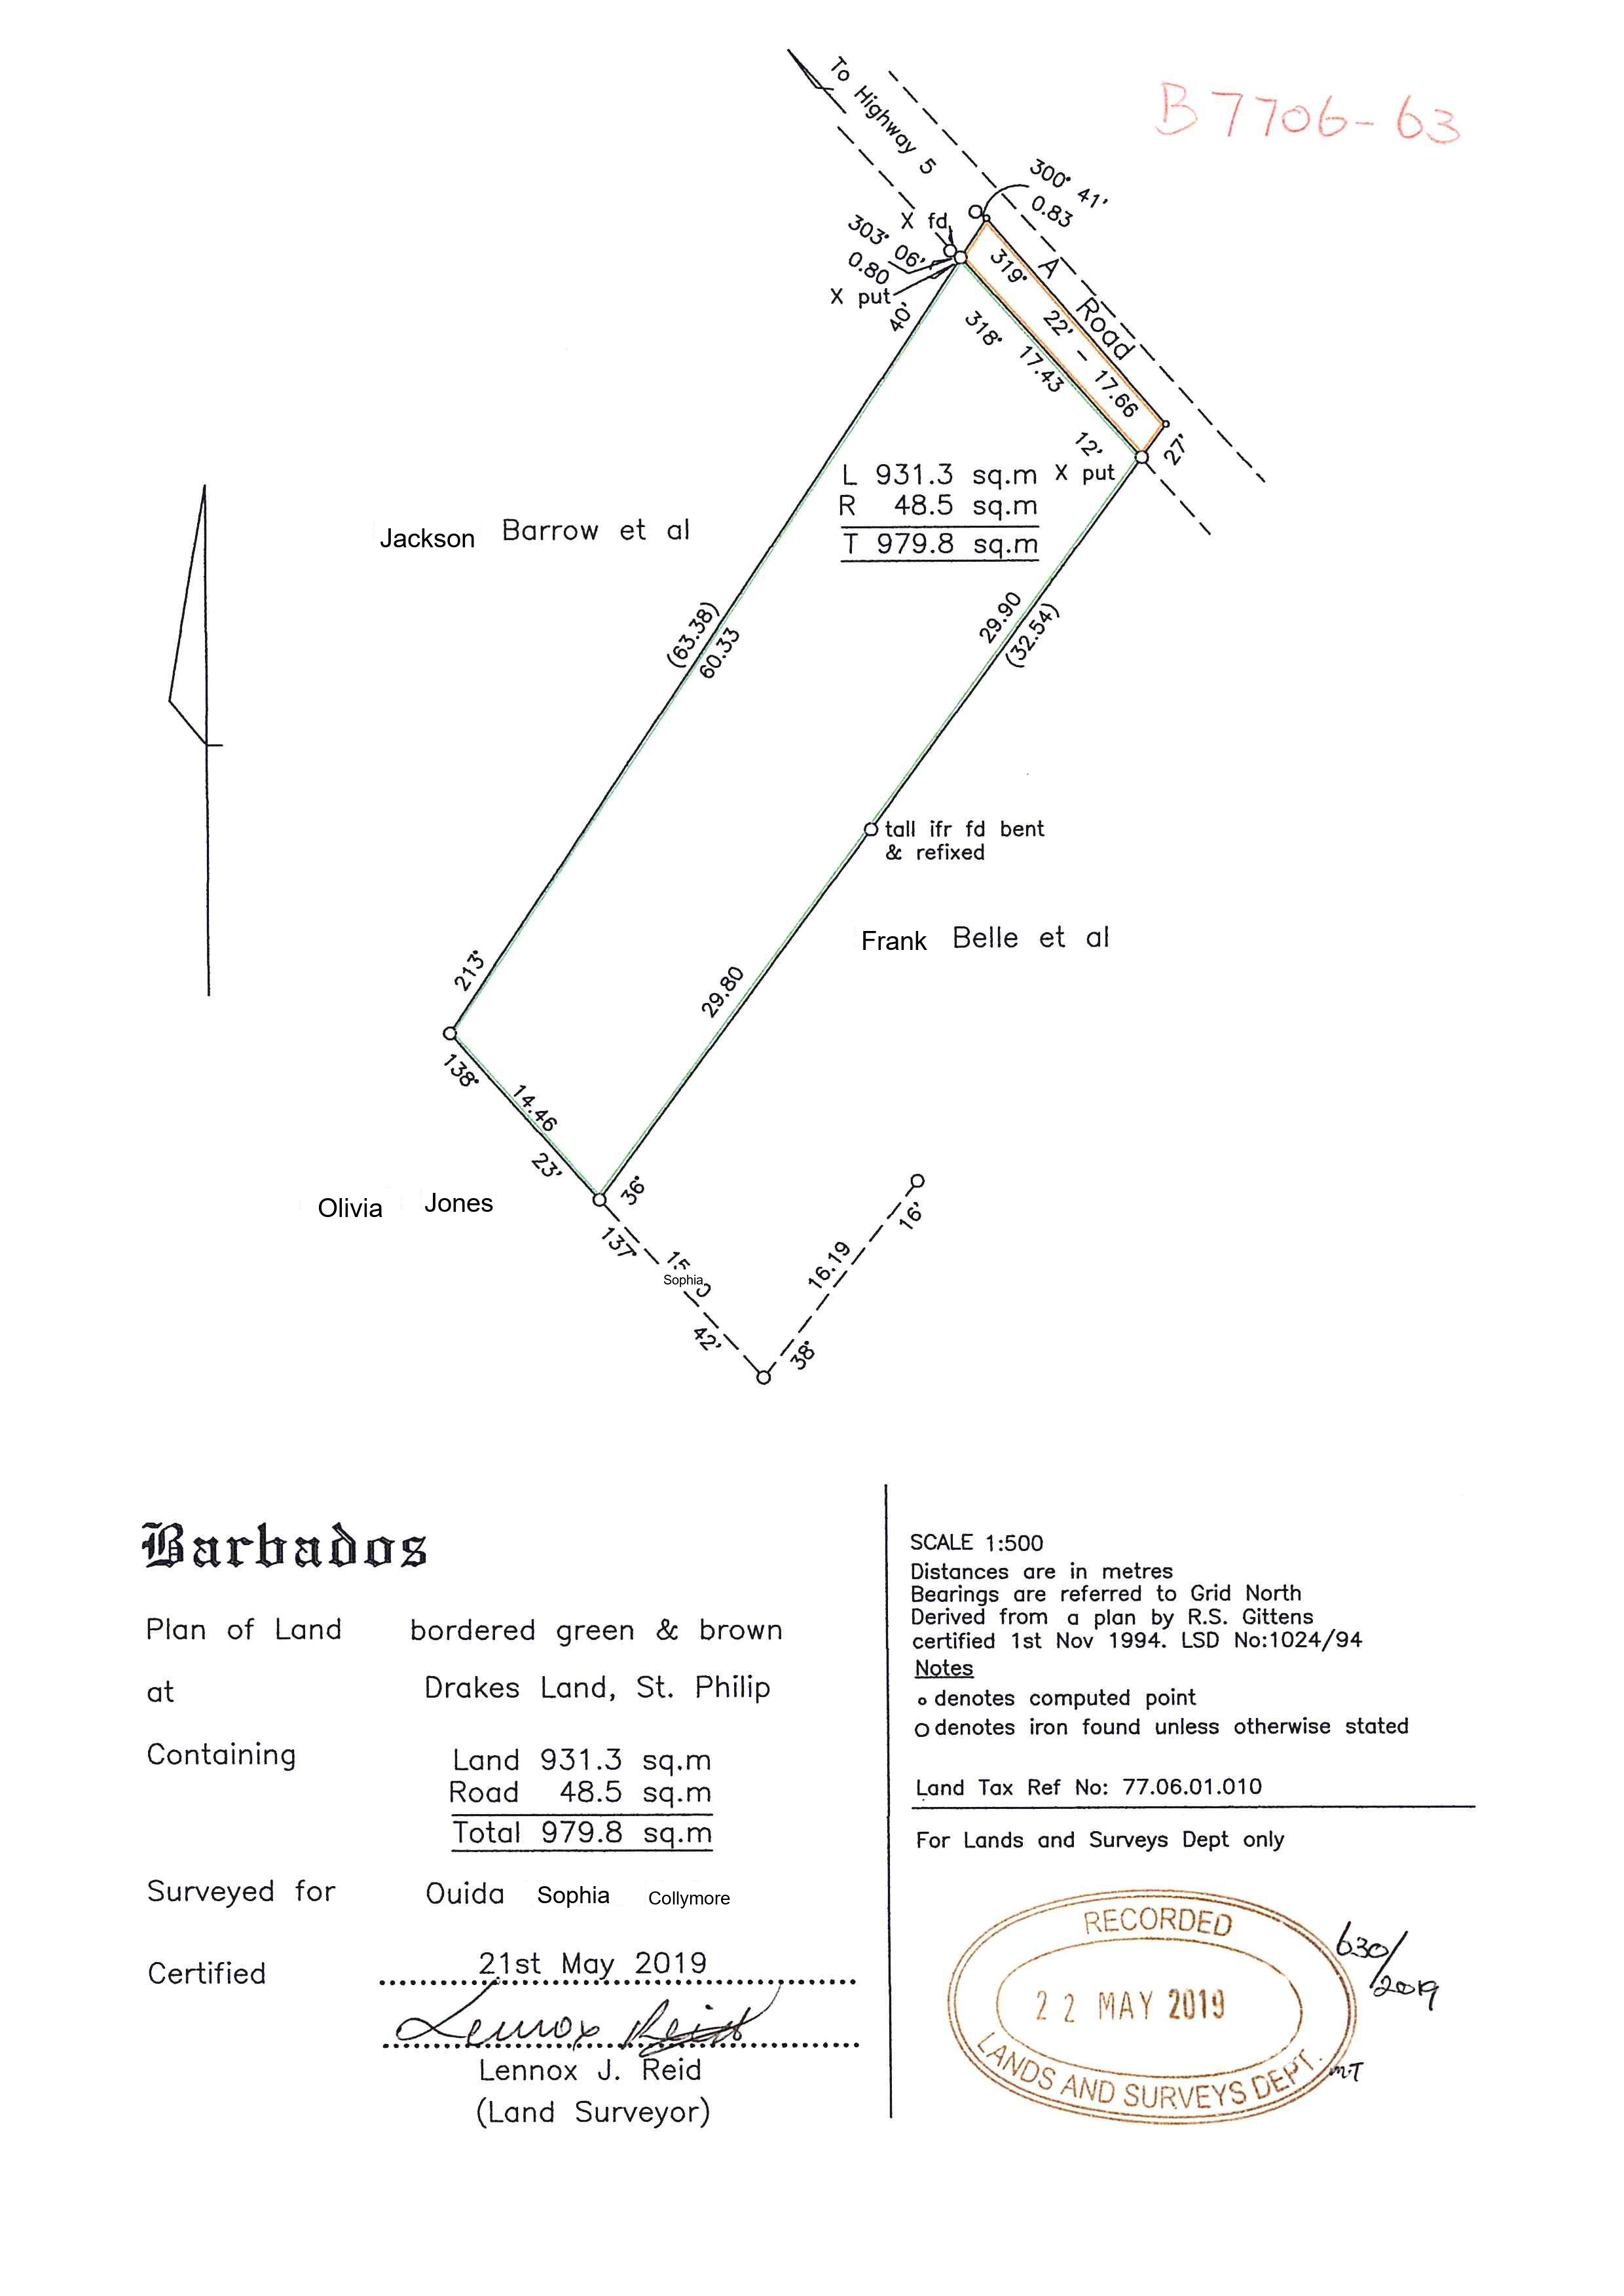 B7706-63
To Highway 5
300° 41'
0.83
X fd
303° 06'
0.80
X put
40'
319° 22' - 17.66
A Road
318° 17.43 12'
27'
X put
L 931.3 sq.m
R 48.5 sq.m
T 979.8 sq.m
Jackson Barrow et al
(63.38)
60.33
29.90
(32.54)
tall ifr fd bent
& refixed
Frank Belle et al
213°
29.80
138° 14.46 23'
36°
Olivia Jones
137°
Sophia
42'
16.19
16'
38°
Barbados
Plan of Land bordered green & brown
at Drakes Land, St. Philip
Containing Land 931.3 sq.m
Road 48.5 sq.m
Total 979.8 sq.m
Surveyed for Ouida Sophia Collymore
Certified 21st May 2019
Lennox Reid
Lennox J. Reid
(Land Surveyor)
SCALE 1:500
Distances are in metres
Bearings are referred to Grid North
Derived from a plan by R.S. Gittens
certified 1st Nov 1994. LSD No:1024/94
Notes
o denotes computed point
O denotes iron found unless otherwise stated
Land Tax Ref No: 77.06.01.010
For Lands and Surveys Dept only
RECORDED
22 MAY 2019
LANDS AND SURVEYS DEPT.
630/2019
M.T